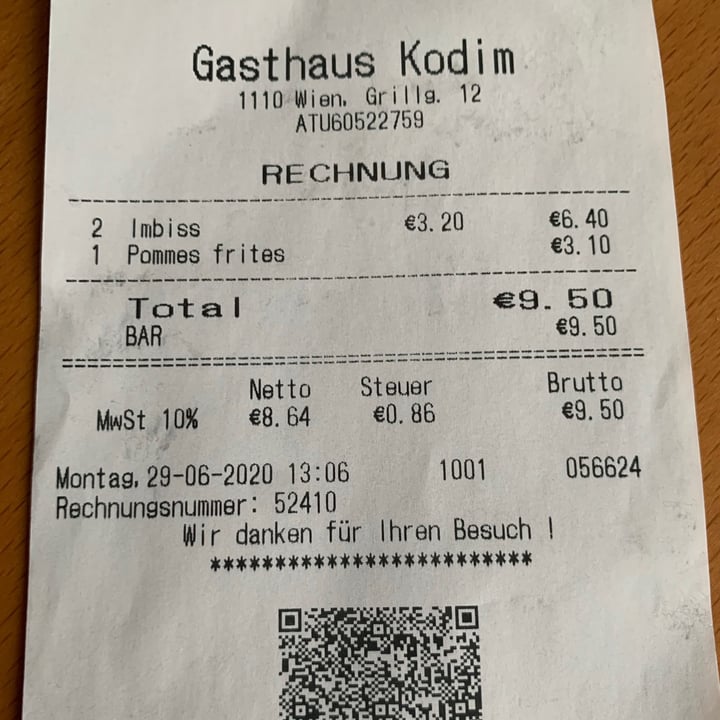 Gasthaus Kodim
1110 Wien, Grillg. 12
ATU60522759
RECHNUNG
2 Imbiss €3.20 €6.40
1 Pommes frites €3.10
Total €9.50
BAR €9.50
Netto Steuer Brutto
MwSt 10% €8.64 €0.86 €9.50
Montag, 29-06-2020 13:06 1001 056624
Rechnungsnummer: 52410
Wir danken für Ihren Besuch !
*************************